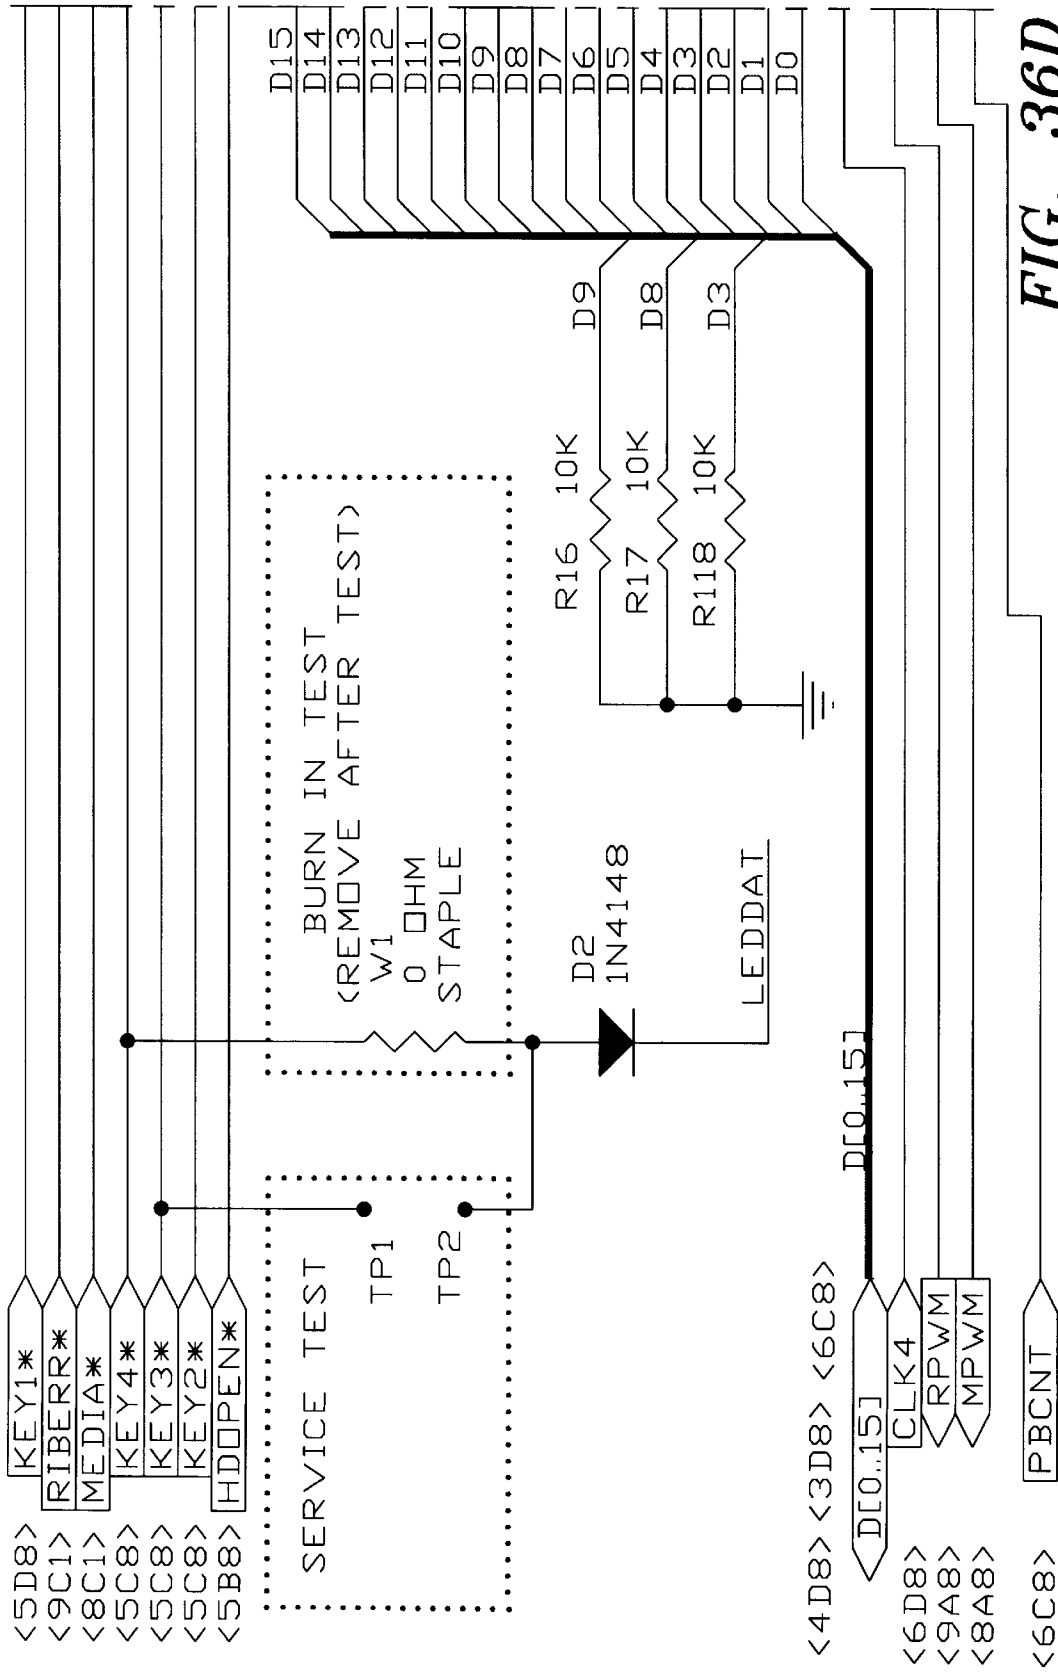 <5D8> KEY1*
<9C1> RIBERR*
<8C1> MEDIA*
<5C8> KEY4*
<5C8> KEY3*
<5C8> KEY2*
<5B8> HDOPEN*
SERVICE TEST
TP1
TP2
BURN IN TEST
<REMOVE AFTER TEST>
W1
0 OHM
STAPLE
D2
1N4148
LEDDAT
D15
D14
D13
D12
D11
D10
D9
D8
D7
D6
D5
D4
D3
D2
D1
D0
R16 10K D9
R17 10K D8
R118 10K D3
<4D8> <3D8> <6C8>
D[0..15] D[0..15]
<6D8> CLK4
<9A8> RPWM
<8A8> MPWM
<6C8> PBCNT
FIG. 36D